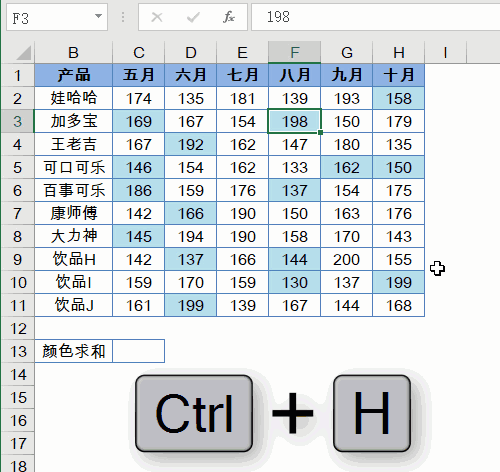 F3 fx 198
B C D E F G H I
1 产品 五月 六月 七月 八月 九月 十月
2 娃哈哈 174 135 181 139 193 158
3 加多宝 169 167 154 198 150 179
4 王老吉 167 192 162 147 180 135
5 可口可乐 146 154 162 133 162 150
6 百事可乐 186 159 176 137 154 175
7 康师傅 142 166 190 150 163 176
8 大力神 145 194 190 158 170 143
9 饮品H 142 137 166 144 200 155
10 饮品I 159 170 159 130 137 199
11 饮品J 161 199 139 167 144 168
12
13 颜色求和
14
15
16
17
18
Ctrl + H